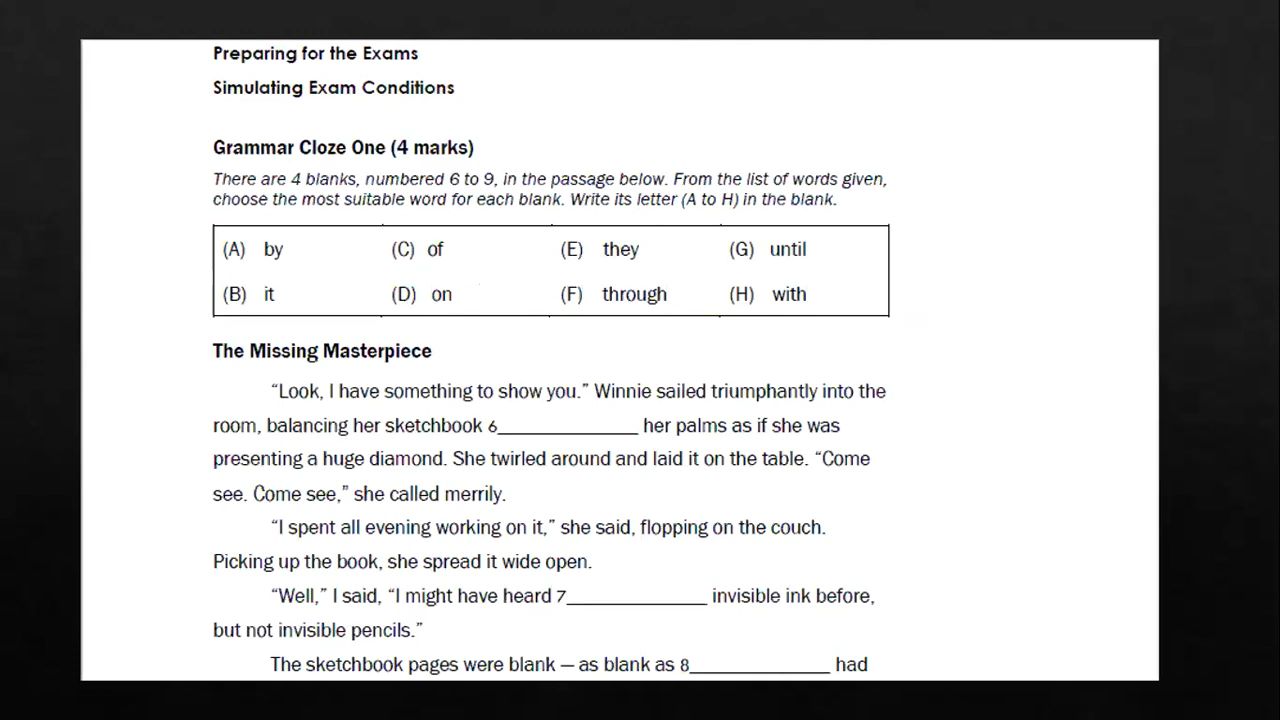 Preparing for the Exams
Simulating Exam Conditions
Grammar Cloze One (4 marks)
There are 4 blanks, numbered 6 to 9, in the passage below. From the list of words given,
choose the most suitable word for each blank. Write its letter (A to H) in the blank.
(A) by (C) of (E) they (G) until
(B) it (D) on (F) through (H) with
The Missing Masterpiece
“Look, I have something to show you.” Winnie sailed triumphantly into the
room, balancing her sketchbook 6______________ her palms as if she was
presenting a huge diamond. She twirled around and laid it on the table. “Come
see. Come see,” she called merrily.
“I spent all evening working on it,” she said, flopping on the couch.
Picking up the book, she spread it wide open.
“Well,” I said, “I might have heard 7______________ invisible ink before,
but not invisible pencils.”
The sketchbook pages were blank — as blank as 8______________ had